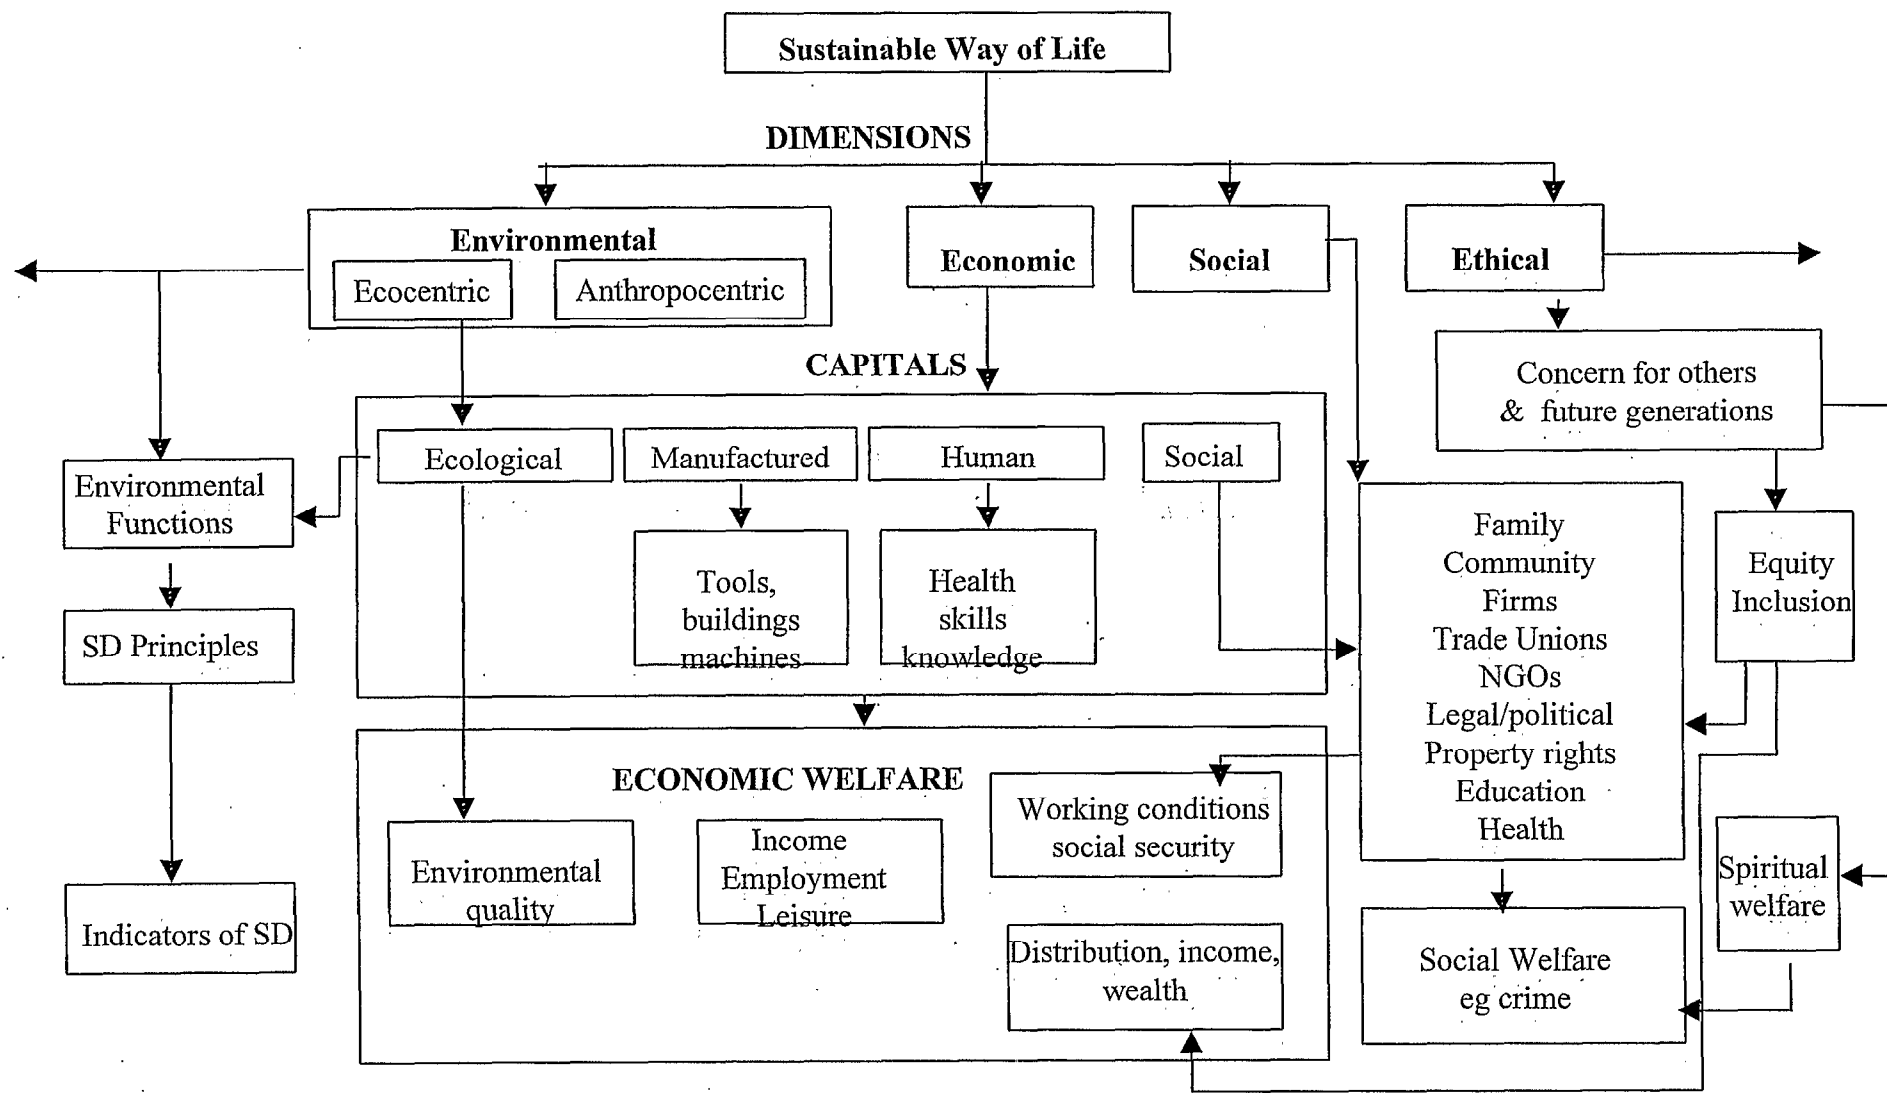 Sustainable Way of Life
DIMENSIONS
Environmental
Ecocentric
Anthropocentric
Economic
Social
Ethical
CAPITALS
Concern for others
& future generations
Ecological
Manufactured
Human
Social
Environmental
Functions
Tools,
buildings
machines
Health
skills
knowledge
Family
Community
Firms
Trade Unions
NGOs
Legal/political
Property rights
Education
Health
Equity
Inclusion
SD Principles
ECONOMIC WELFARE
Working conditions
social security
Environmental
quality
Income
Employment
Leisure
Spiritual
welfare
Indicators of SD
Distribution, income,
wealth
Social Welfare
eg crime